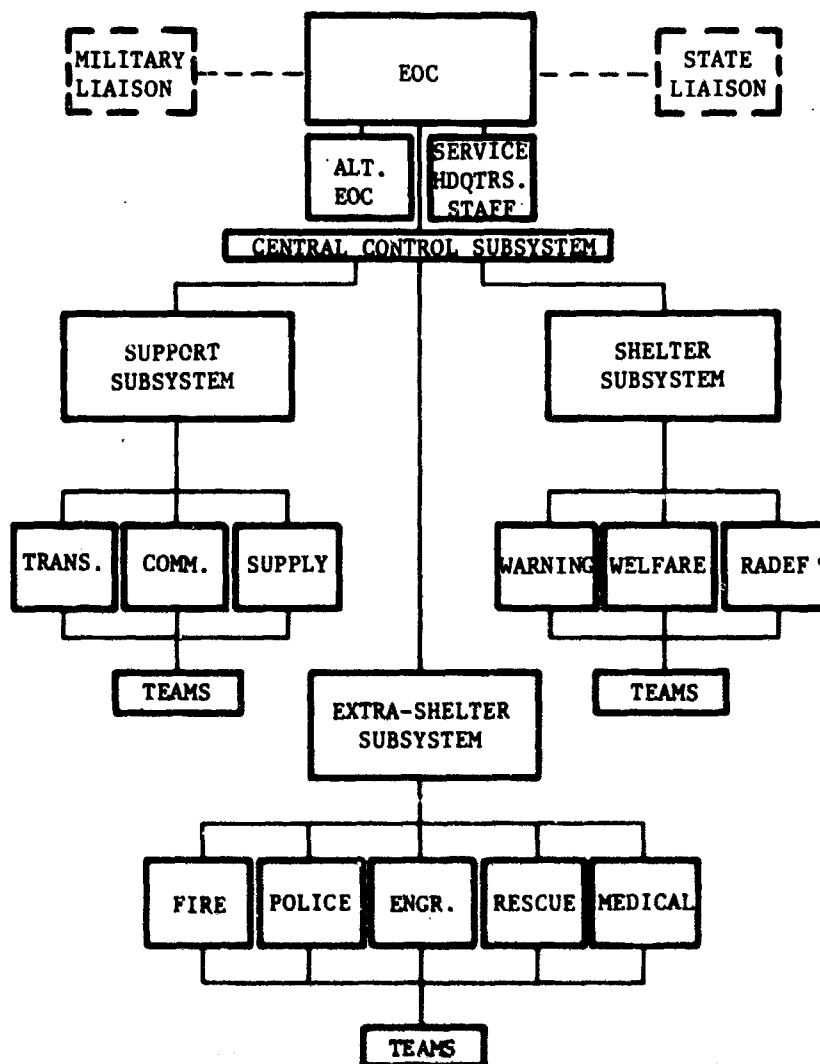 MILITARY
LIAISON
EOC
STATE
LIAISON
ALT.
EOC
SERVICE
HDQTRS.
STAFF
CENTRAL CONTROL SUBSYSTEM
SUPPORT
SUBSYSTEM
SHELTER
SUBSYSTEM
TRANS.
COMM.
SUPPLY
WARNING
WELFARE
RADEF
TEAMS
TEAMS
EXTRA-SHELTER
SUBSYSTEM
FIRE
POLICE
ENGR.
RESCUE
MEDICAL
TEAMS